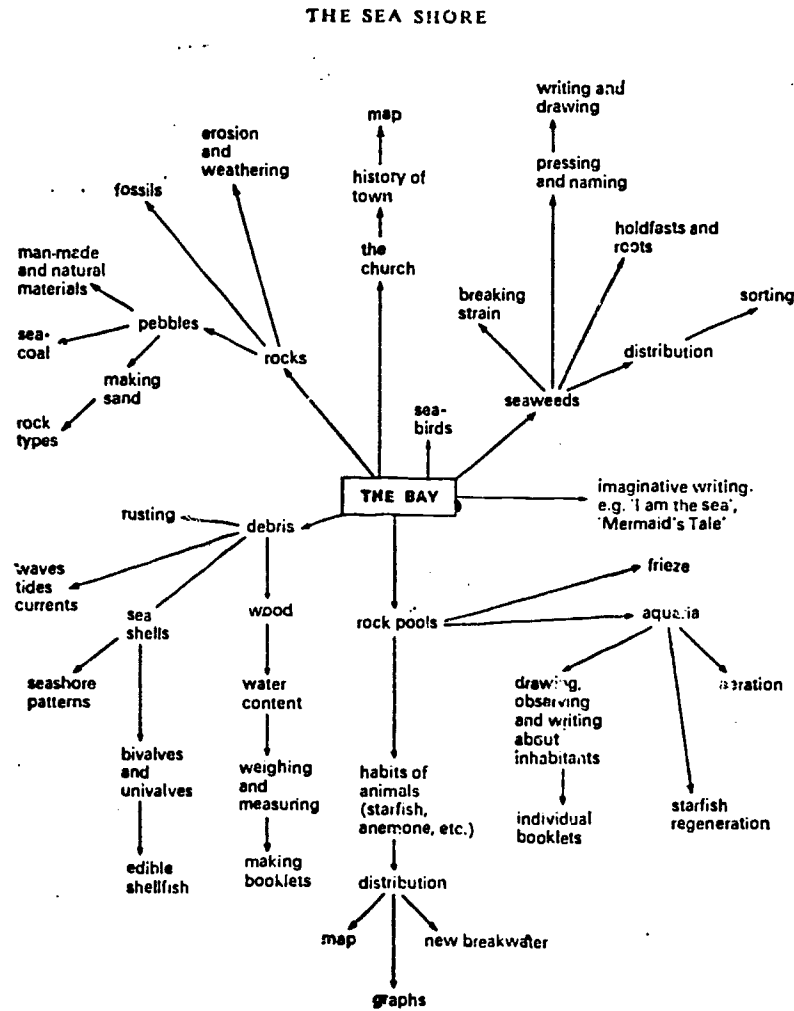 THE SEA SHORE
writing and
drawing
map
erosion
and
weathering
pressing
and naming
history of
town
fossils
holdfasts and
roots
the
church
man-made
and natural
materials
breaking
strain
sorting
pebbles
sea-
coal
rocks
distribution
making
sand
seaweeds
sea-
birds
rock
types
THE BAY
imaginative writing.
e.g. 'I am the sea',
'Mermaid's Tale'
rusting
debris
waves
tides
currents
frieze
wood
sea
shells
rock pools
aquaria
seashore
patterns
water
content
drawing,
observing
and writing
about
inhabitants
aeration
bivalves
and
univalves
weighing
and
measuring
habits of
animals
(starfish,
anemone, etc.)
individual
booklets
starfish
regeneration
edible
shellfish
making
booklets
distribution
map
new breakwater
graphs